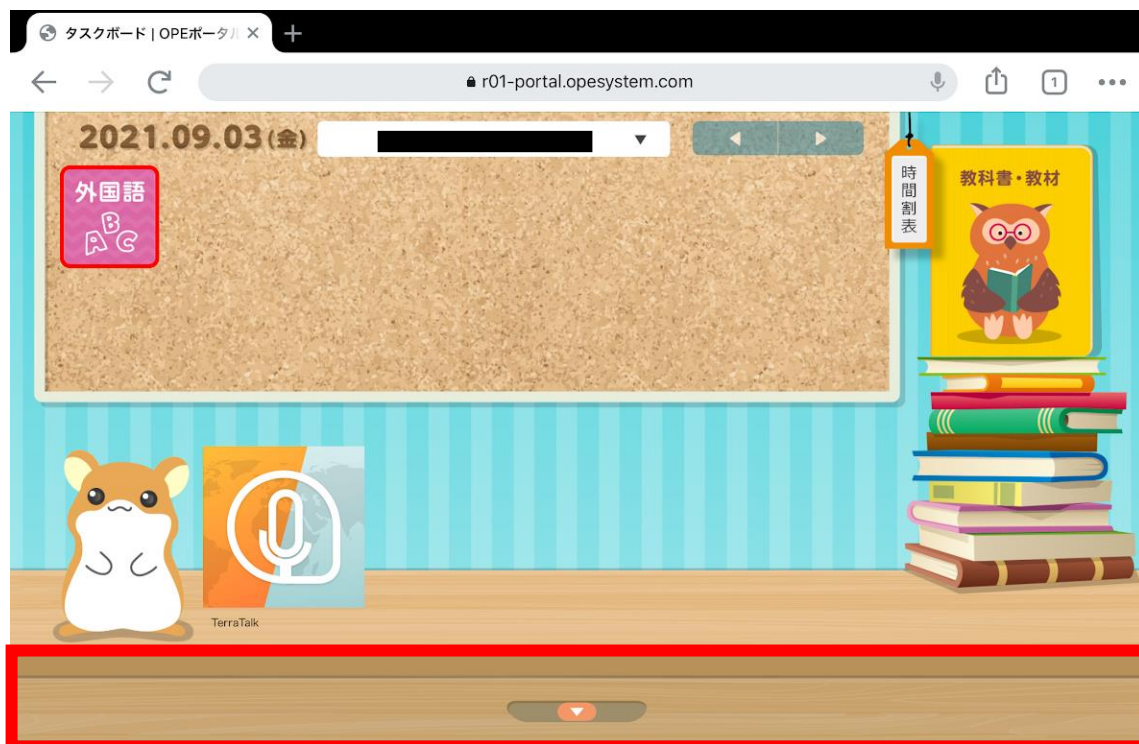 タスクボード | OPEポータル
r01-portal.opesystem.com
1
2021.09.03(金)
外国語
A B C
時間割表
教科書・教材
TerraTalk